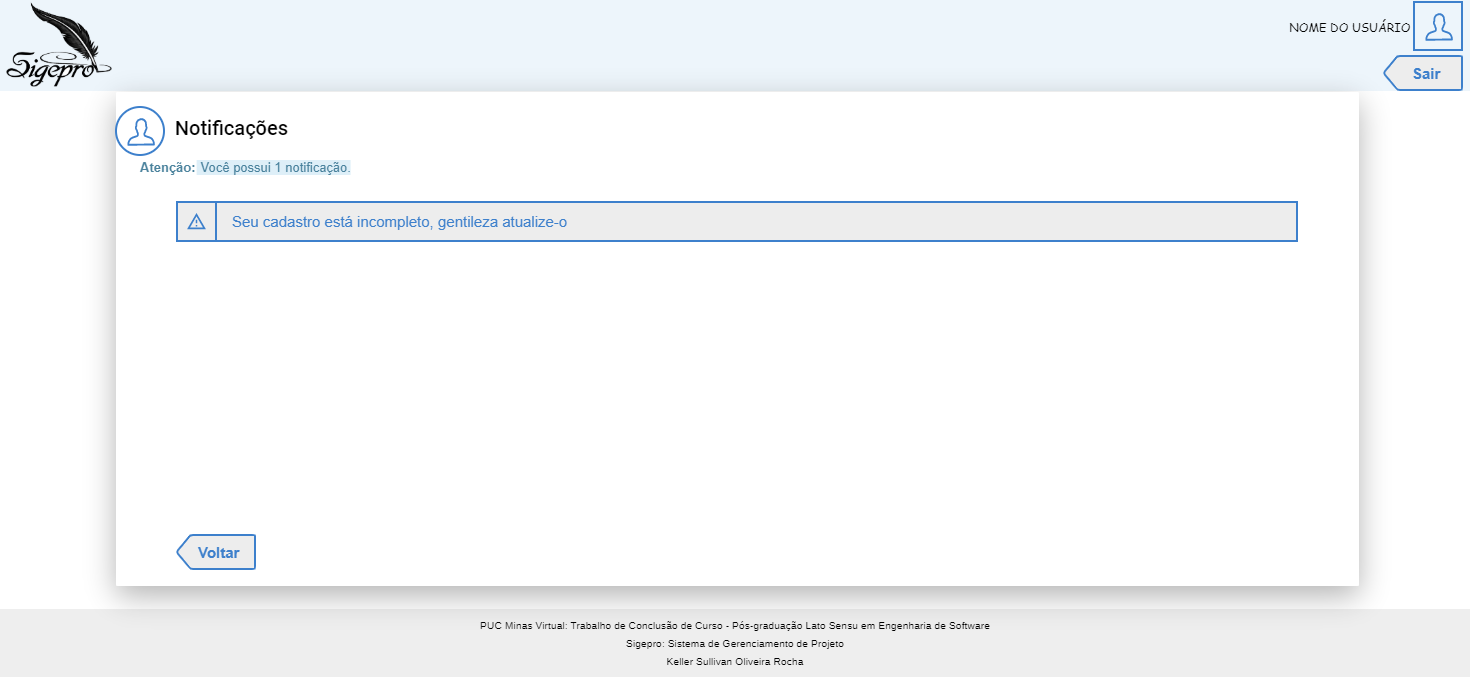 Sigepro
NOME DO USUÁRIO
Sair
Notificações
Atenção: Você possui 1 notificação.
Seu cadastro está incompleto, gentileza atualize-o
Voltar
PUC Minas Virtual: Trabalho de Conclusão de Curso - Pós-graduação Lato Sensu em Engenharia de Software
Sigepro: Sistema de Gerenciamento de Projeto
Keller Sullivan Oliveira Rocha